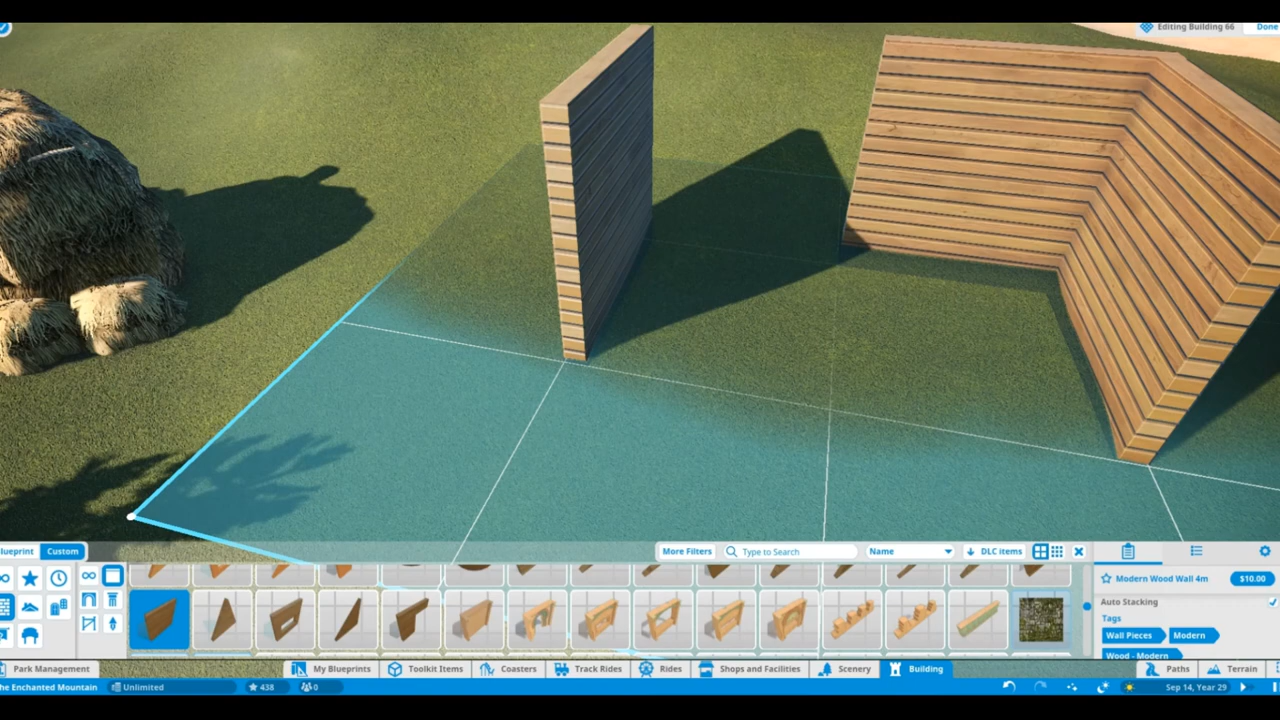 Editing Building 66
Done
lueprint
Custom
More Filters
Type to Search
Name
DLC items
Modern Wood Wall 4m
$10.00
Auto Stacking
Tags
Wall Pieces
Modern
Wood - Modern
Park Management
My Blueprints
Toolkit Items
Coasters
Track Rides
Rides
Shops and Facilities
Scenery
Building
Paths
Terrain
he Enchanted Mountain
Unlimited
438
0
Sep 14, Year 29